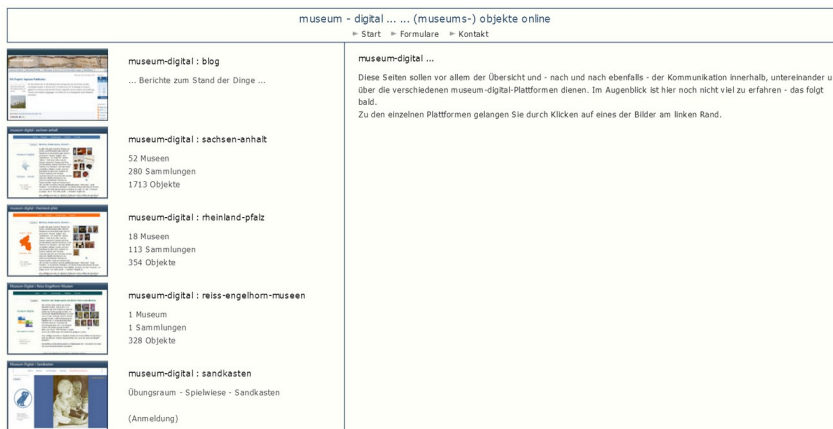 museum - digital ... ... (museums-) objekte online
Start Formulare Kontakt
museum-digital : blog
... Berichte zum Stand der Dinge ...
museum-digital : sachsen-anhalt
52 Museen
280 Sammlungen
1713 Objekte
museum-digital : rheinland-pfalz
18 Museen
113 Sammlungen
354 Objekte
museum-digital : reiss-engelhorn-museen
1 Museum
1 Sammlungen
328 Objekte
museum-digital : sandkasten
Übungsraum - Spielwiese - Sandkasten
(Anmeldung)
museum-digital ...
Diese Seiten sollen vor allem der Übersicht und - nach und nach ebenfalls - der Kommunikation innerhalb, untereinander
über die verschiedenen museum-digital-Plattformen dienen. Im Augenblick ist hier noch nicht viel zu erfahren - das folgt
bald.
Zu den einzelnen Plattformen gelangen Sie durch Klicken auf eines der Bilder am linken Rand.